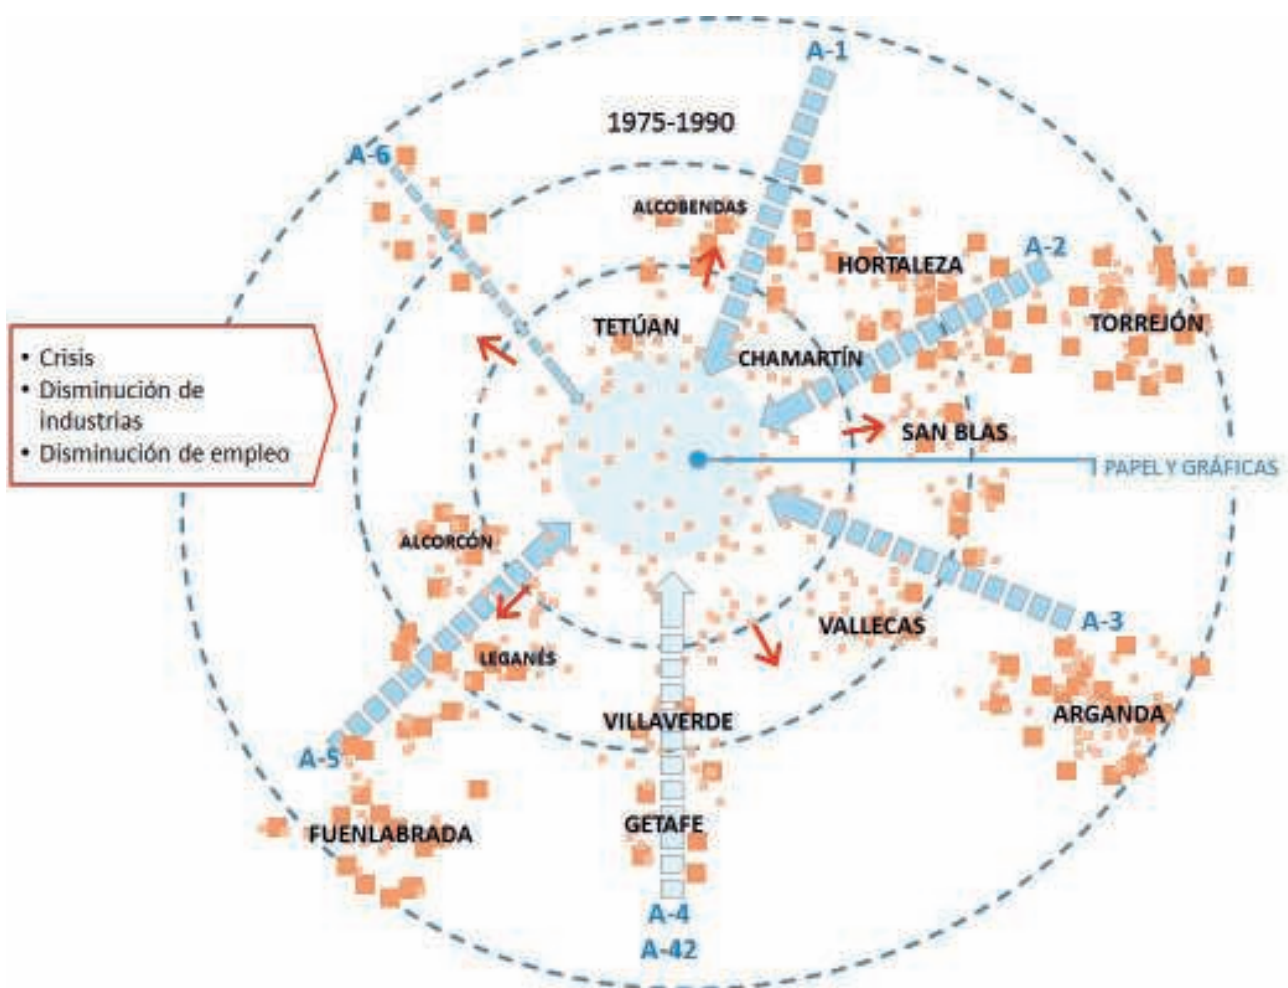 A-1
1975-1990
A-6
ALCOBENDAS
A-2
HORTALEZA
TORREJÓN
TETÚAN
CHAMARTÍN
• Crisis
• Disminución de
industrias
• Disminución de empleo
SAN BLAS
PAPEL Y GRÁFICAS
ALCORCÓN
A-3
VALLECAS
LEGANÉS
ARGANDA
VILLAVERDE
A-5
GETAFE
FUENLABRADA
A-4
A-42